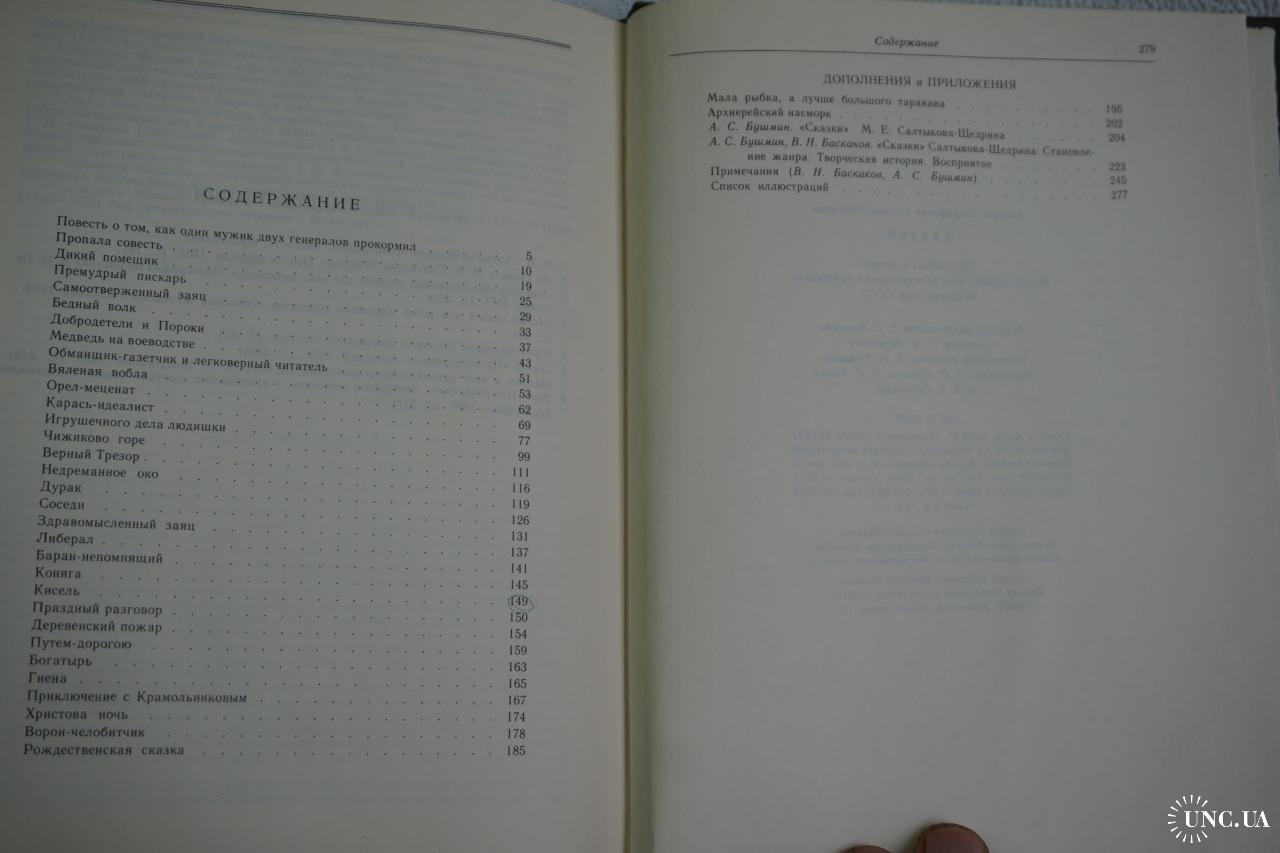 СОДЕРЖАНИЕ
Повесть о том, как один мужик двух генералов прокормил 5
Пропала совесть 10
Дикий помещик 19
Премудрый пискарь 25
Самоотверженный заяц 29
Бедный волк 33
Добродетели и Пороки 37
Медведь на воеводстве 43
Обманщик-газетчик и легковерный читатель 51
Вяленая вобла 53
Орел-меценат 62
Карась-идеалист 69
Игрушечного дела людишки 77
Чижиково горе 99
Верный Трезор 111
Недреманное око 116
Дурак 119
Соседи 126
Здравомысленный заяц 131
Либерал 137
Баран-непомнящий 141
Коняга 145
Кисель 149
Праздный разговор 150
Деревенский пожар 154
Путем-дорогою 159
Богатырь 163
Гиена 165
Приключение с Крамольниковым 167
Христова ночь 174
Ворон-челобитчик 178
Рождественская сказка 185
Содержание 279
ДОПОЛНЕНИЯ и ПРИЛОЖЕНИЯ
Мала рыбка, а лучше большого таракана 195
Архиерейский насморк 202
А. С. Бушмин. «Сказки» М. Е. Салтыкова-Щедрина 204
А. С. Бушмин, В. Н. Баскаков. «Сказки» Салтыкова-Щедрина. Становле-
ние жанра. Творческая история. Восприятие 223
Примечания (В. Н. Баскаков, А. С. Бушмин) 245
Список иллюстраций 277
UNC.UA